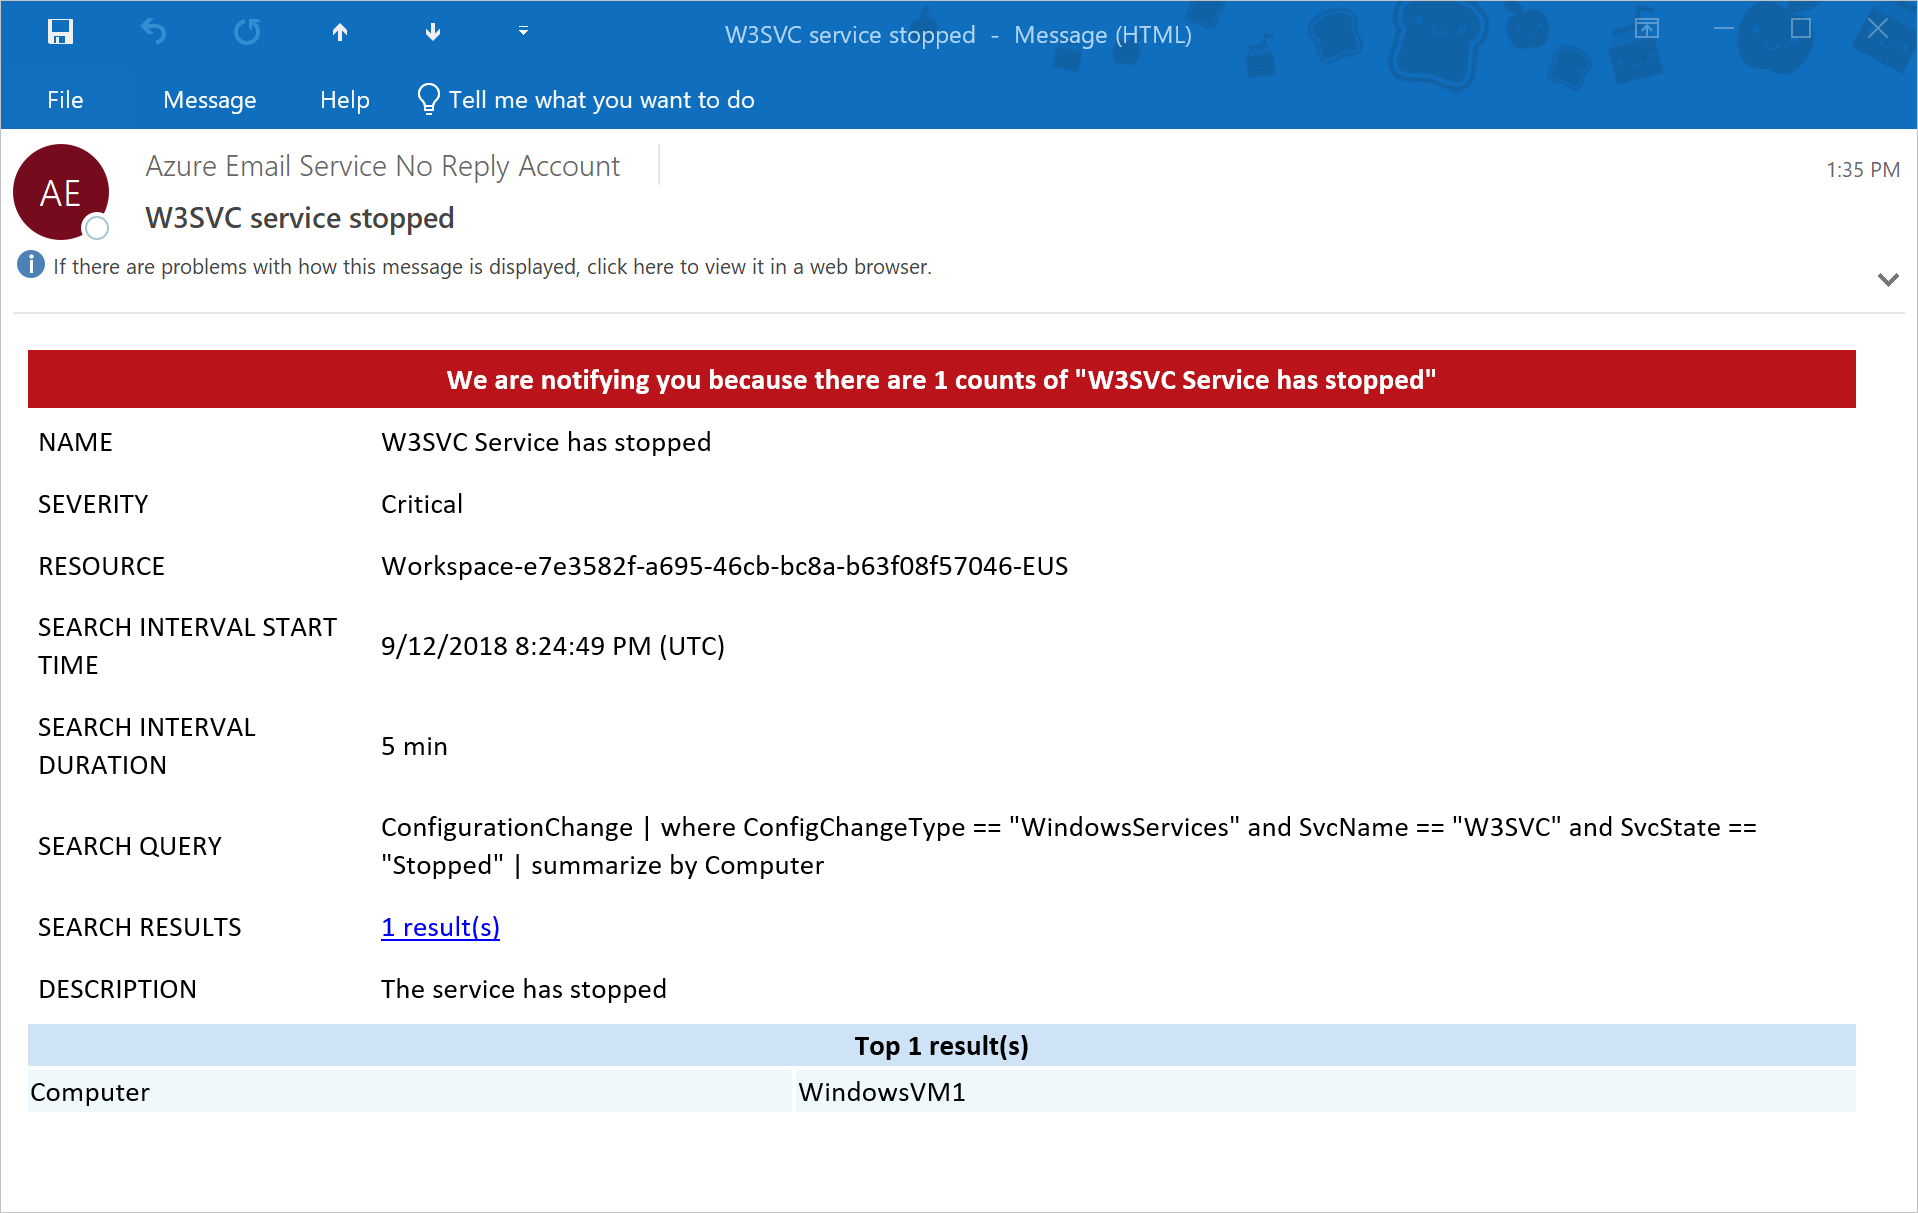 W3SVC service stopped - Message (HTML)
File Message Help Tell me what you want to do
AE
Azure Email Service No Reply Account
1:35 PM
W3SVC service stopped
i If there are problems with how this message is displayed, click here to view it in a web browser.
We are notifying you because there are 1 counts of "W3SVC Service has stopped"
NAME W3SVC Service has stopped
SEVERITY Critical
RESOURCE Workspace-e7e3582f-a695-46cb-bc8a-b63f08f57046-EUS
SEARCH INTERVAL START
TIME
9/12/2018 8:24:49 PM (UTC)
SEARCH INTERVAL
DURATION
5 min
SEARCH QUERY
ConfigurationChange | where ConfigChangeType == "WindowsServices" and SvcName == "W3SVC" and SvcState ==
"Stopped" | summarize by Computer
SEARCH RESULTS 1 result(s)
DESCRIPTION The service has stopped
Top 1 result(s)
Computer WindowsVM1